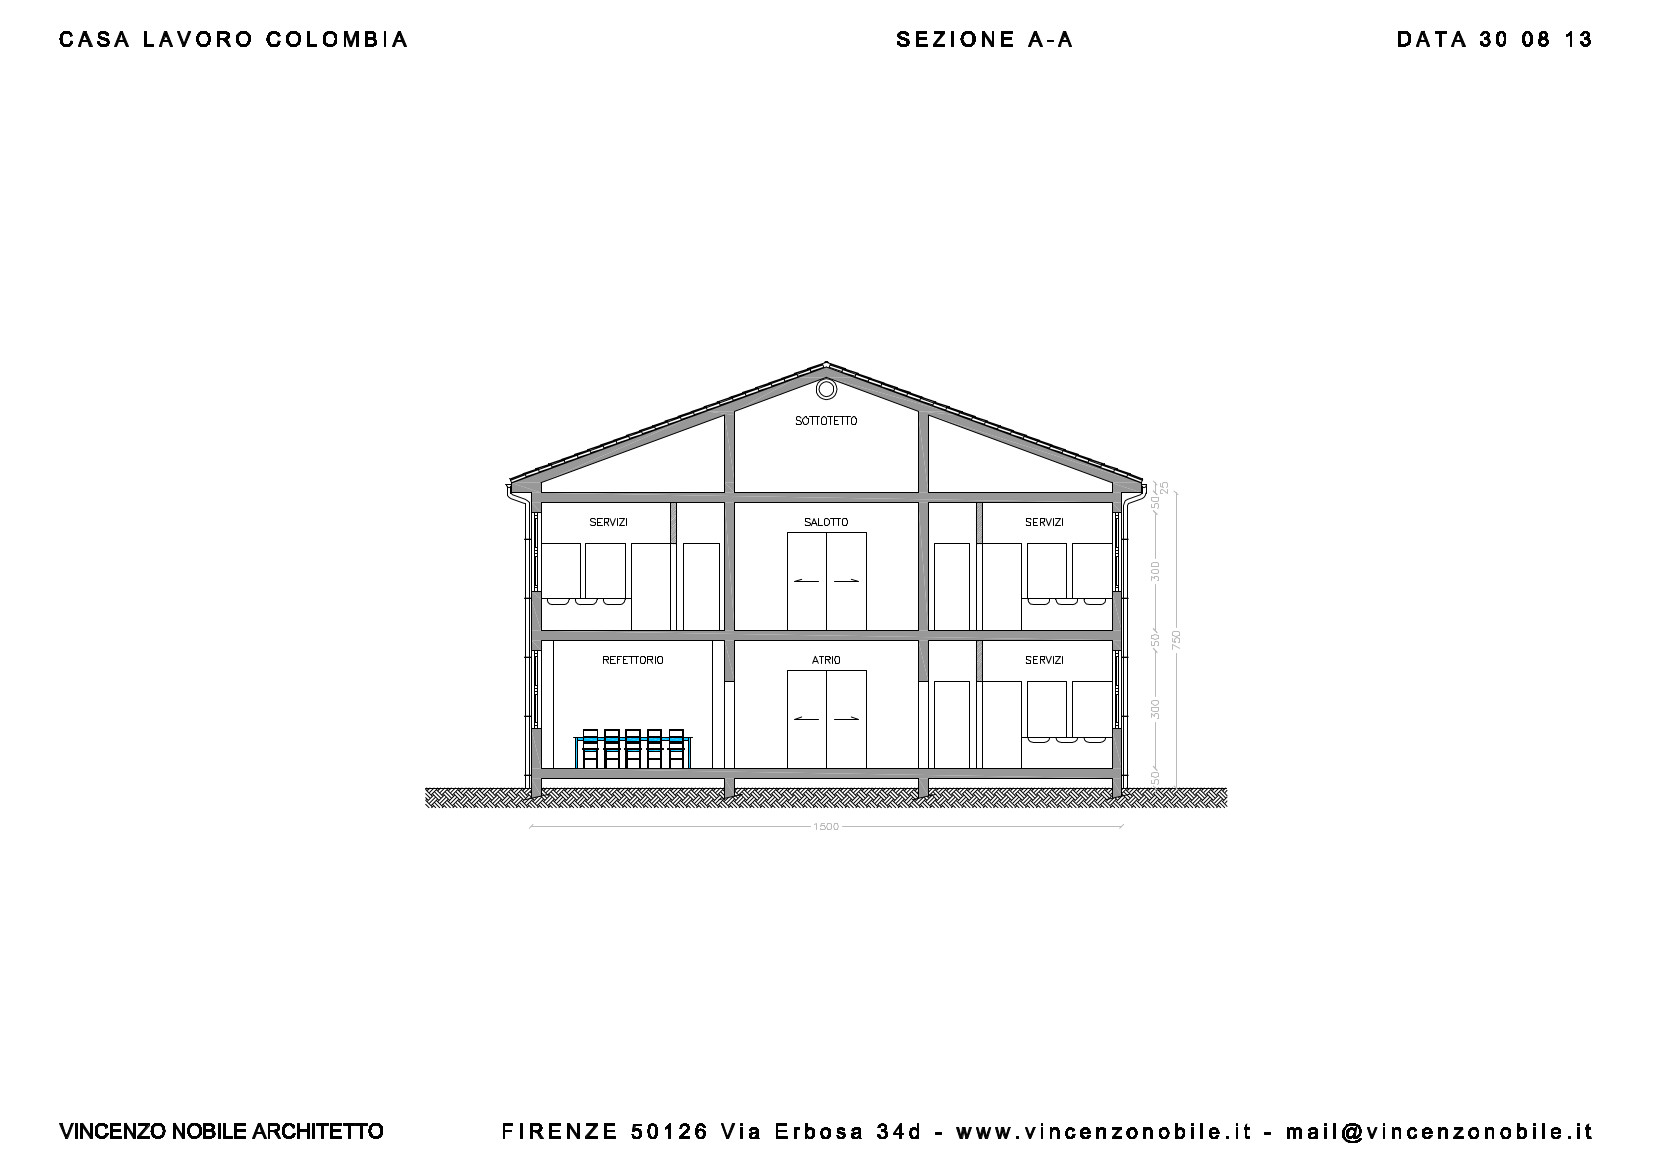 CASA LAVORO COLOMBIA SEZIONE A-A DATA 30 08 13
SOTTOTETTO
25
50
SERVIZI SALOTTO SERVIZI
300
50
750
REFETTORIO ATRIO SERVIZI
300
50
1500
VINCENZO NOBILE ARCHITETTO FIRENZE 50126 Via Erbosa 34d - www.vincenzonobile.it - mail@vincenzonobile.it